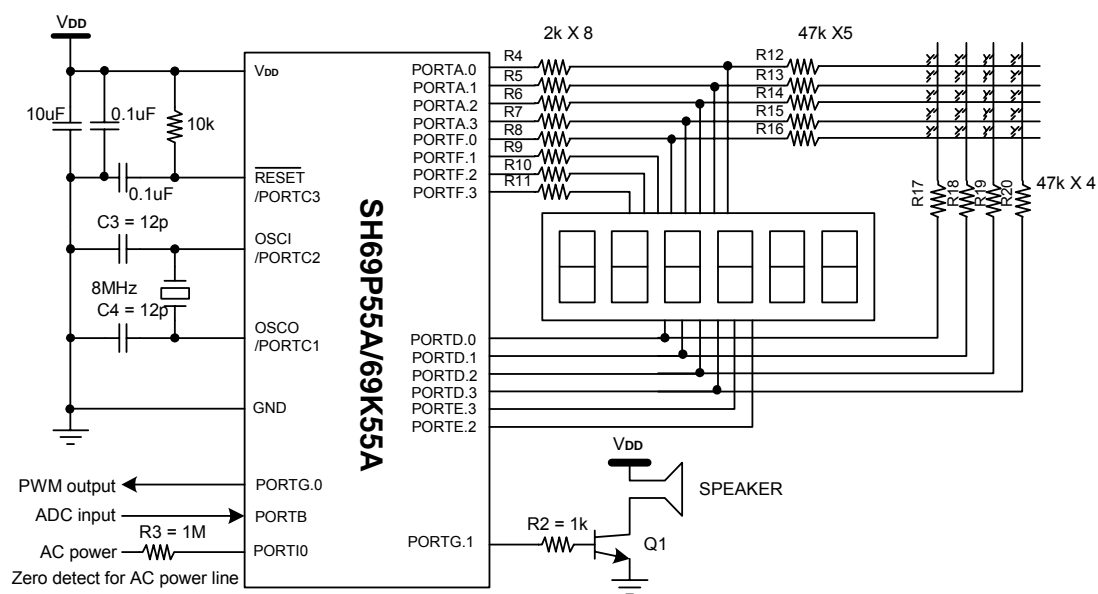 VDD
2k X 8
47k X5
VDD
PORTA.0
R4
R12
PORTA.1
R5
R13
PORTA.2
R6
R14
PORTA.3
R7
R15
PORTF.0
R8
R16
PORTF.1
R9
PORTF.2
R10
PORTF.3
R11
10uF
0.1uF
10k
0.1uF
RESET
/PORTC3
R17
R18
R19
R20
47k X 4
C3 = 12p
OSCI
/PORTC2
8MHz
C4 = 12p
OSCO
/PORTC1
SH69P55A/69K55A
PORTD.0
PORTD.1
PORTD.2
PORTD.3
PORTE.3
PORTE.2
GND
VDD
SPEAKER
PWM output
PORTG.0
ADC input
PORTB
R3 = 1M
AC power
PORTI0
Zero detect for AC power line
PORTG.1
R2 = 1k
Q1